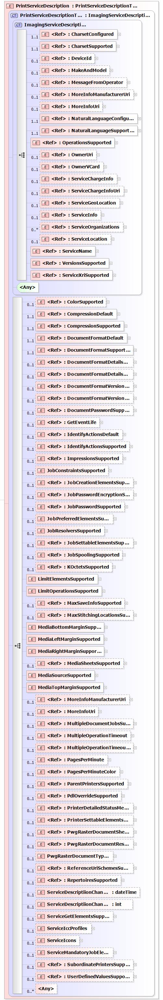 E PrintServiceDescription : PrintServiceDescriptionT...
CT PrintServiceDescriptionT... : ImagingServiceDescripti...
CT ImagingServiceDescripti...
1..1 E <Ref> : CharsetConfigured
1..1 E <Ref> : CharsetSupported
0..1 E <Ref> : DeviceId
0..1 E <Ref> : MakeAndModel
0..1 E <Ref> : MessageFromOperator
0..1 E <Ref> : MoreInfoManufacturerUri
0..1 E <Ref> : MoreInfoUri
1..1 E <Ref> : NaturalLanguageConfigu...
1..1 E <Ref> : NaturalLanguageSupport...
E <Ref> : OperationsSupported
0..1 E <Ref> : OwnerUri
0..1 E <Ref> : OwnerVCard
0..1 E <Ref> : ServiceChargeInfo
0..1 E <Ref> : ServiceChargeInfoUri
0..1 E <Ref> : ServiceGeoLocation
0..1 E <Ref> : ServiceInfo
0..* E <Ref> : ServiceOrganizations
0..1 E <Ref> : ServiceLocation
E <Ref> : ServiceName
E <Ref> : VersionsSupported
E <Ref> : ServiceXriSupported
<Any>
0..1 E <Ref> : ColorSupported
1..1 E <Ref> : CompressionDefault
1..1 E <Ref> : CompressionSupported
1..1 E <Ref> : DocumentFormatDefault
1..1 E <Ref> : DocumentFormatSupport...
0..1 E <Ref> : DocumentFormatDetails...
0..1 E <Ref> : DocumentFormatDetails...
0..1 E <Ref> : DocumentFormatVersion...
0..1 E <Ref> : DocumentFormatVersion...
0..1 E <Ref> : DocumentPasswordSupp...
0..1 E <Ref> : GetEventLife
0..1 E <Ref> : IdentifyActionsDefault
0..1 E <Ref> : IdentifyActionsSupported
0..1 E <Ref> : ImpressionsSupported
0..1 E JobConstraintsSupported
0..1 E <Ref> : JobCreationElementsSup...
0..1 E <Ref> : JobPasswordEncryptionS...
0..1 E <Ref> : JobPasswordSupported
0..1 E JobPreferredElementsSu...
0..1 E JobResolversSupported
0..1 E <Ref> : JobSettableElementsSup...
0..1 E <Ref> : JobSpoolingSupported
0..1 E <Ref> : KOctetsSupported
E LimitElementsSupported
E LimitOperationsSupported
0..1 E <Ref> : MaxSaveInfoSupported
0..1 E <Ref> : MaxStitchingLocationsSu...
E MediaBottomMarginSupp...
E MediaLeftMarginSupported
E MediaRightMarginSuppor...
0..1 E <Ref> : MediaSheetsSupported
E MediaSourceSupported
E MediaTopMarginSupported
0..1 E <Ref> : MoreInfoManufacturerUri
0..1 E <Ref> : MoreInfoUri
0..1 E <Ref> : MultipleDocumentJobsSu...
0..1 E <Ref> : MultipleOperationTimeout
0..1 E <Ref> : MultipleOperationTimeou...
0..1 E <Ref> : PagesPerMinute
0..1 E <Ref> : PagesPerMinuteColor
0..1 E <Ref> : ParentPrintersSupported
0..1 E <Ref> : PdlOverrideSupported
0..1 E <Ref> : PrinterDetailedStatusMe...
0..1 E <Ref> : PrinterSettableElements...
0..1 E <Ref> : PwgRasterDocumentShe...
0..1 E <Ref> : PwgRasterDocumentRes...
0..1 E PwgRasterDocumentTyp...
0..1 E <Ref> : ReferenceUriSchemesSu...
0..1 E <Ref> : RepertoiresSupported
0..1 E ServiceDescriptiionChan... : dateTime
0..1 E ServiceDescriptiionChan... : int
0..1 E ServiceGetElementsSupp...
0..1 E ServiceIccProfiles
0..1 E ServiceIcons
0..1 E ServiceMandatoryJobEle...
0..1 E <Ref> : SubordinatePrintersSupp...
0..1 E <Ref> : UserDefinedValuesSuppo...
0..* <Any>